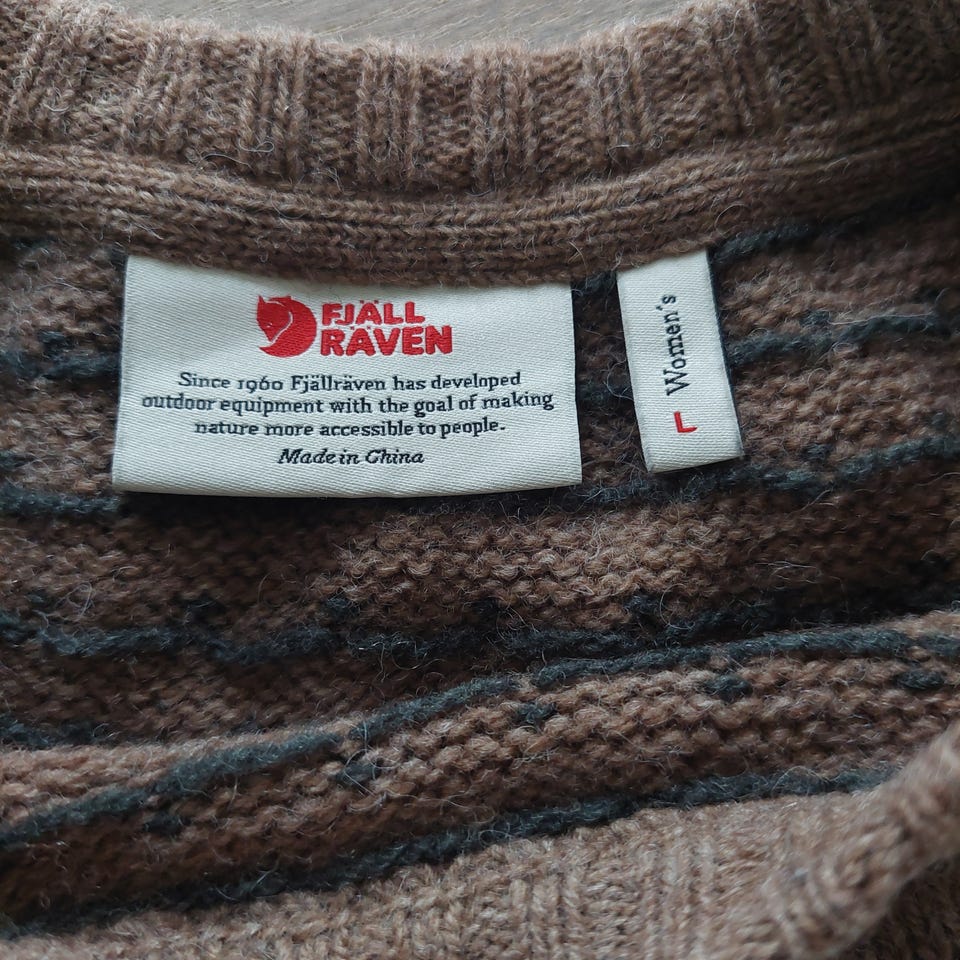 FJÄLL
RÄVEN
Since 1960 Fjällräven has developed
outdoor equipment with the goal of making
nature more accessible to people.
Made in China
L Women's